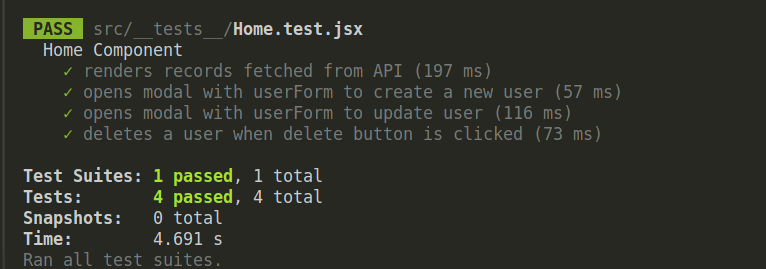 PASS src/__tests__/Home.test.jsx
Home Component
✓ renders records fetched from API (197 ms)
✓ opens modal with userForm to create a new user (57 ms)
✓ opens modal with userForm to update user (116 ms)
✓ deletes a user when delete button is clicked (73 ms)
Test Suites: 1 passed, 1 total
Tests: 4 passed, 4 total
Snapshots: 0 total
Time: 4.691 s
Ran all test suites.